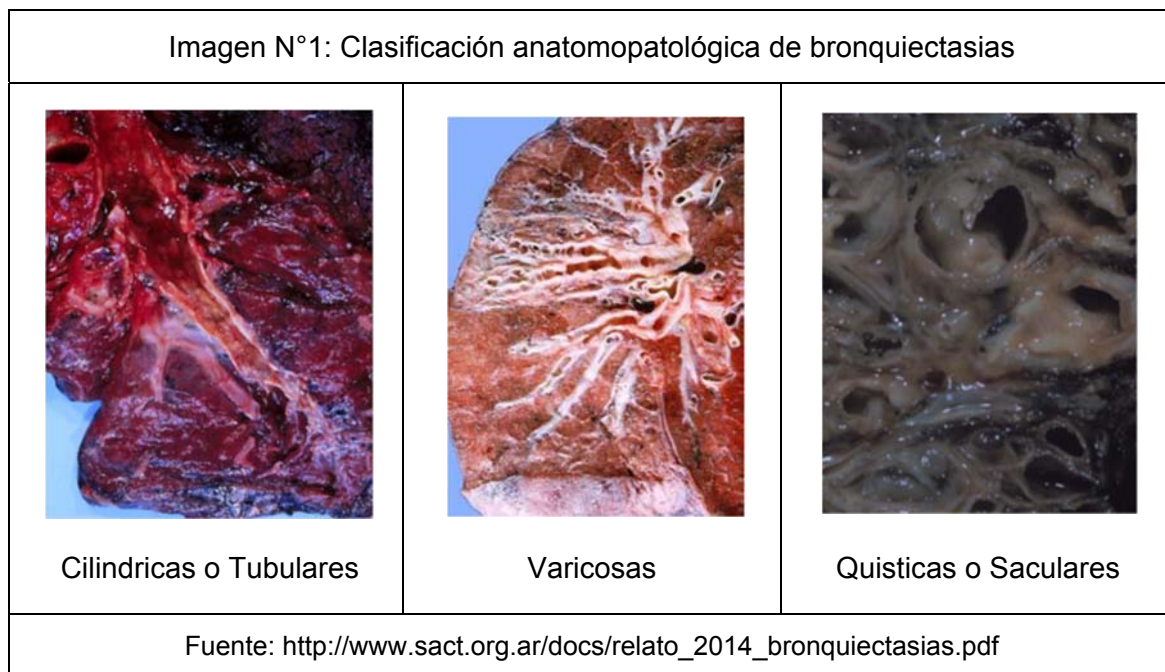 Imagen N°1: Clasificación anatomopatológica de bronquiectasias
Cilindricas o Tubulares
Varicosas
Quisticas o Saculares
Fuente: http://www.sact.org.ar/docs/relato_2014_bronquiectasias.pdf